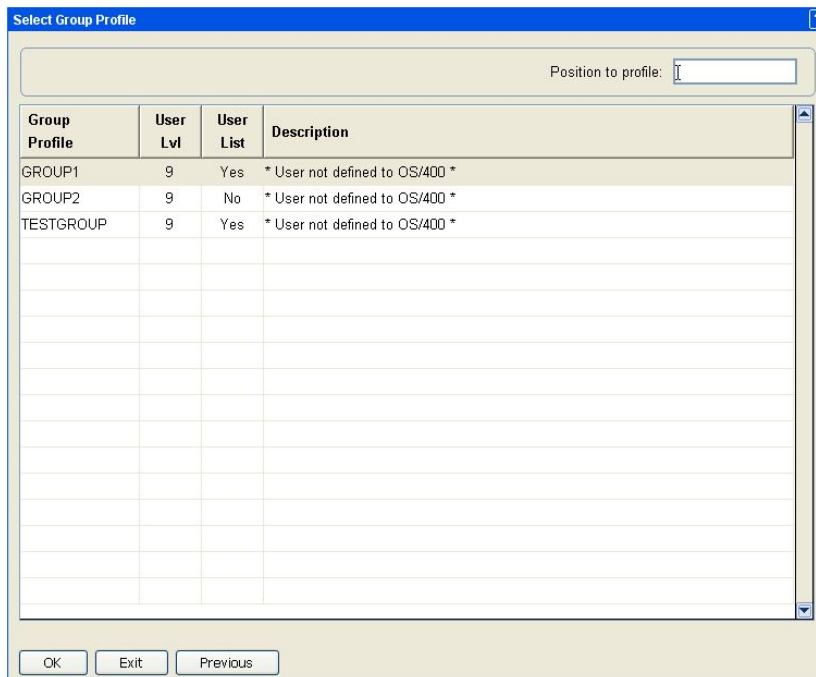 Select Group Profile
Position to profile:
Group Profile User Lvl User List Description
GROUP1 9 Yes * User not defined to OS/400 *
GROUP2 9 No * User not defined to OS/400 *
TESTGROUP 9 Yes * User not defined to OS/400 *
OK Exit Previous